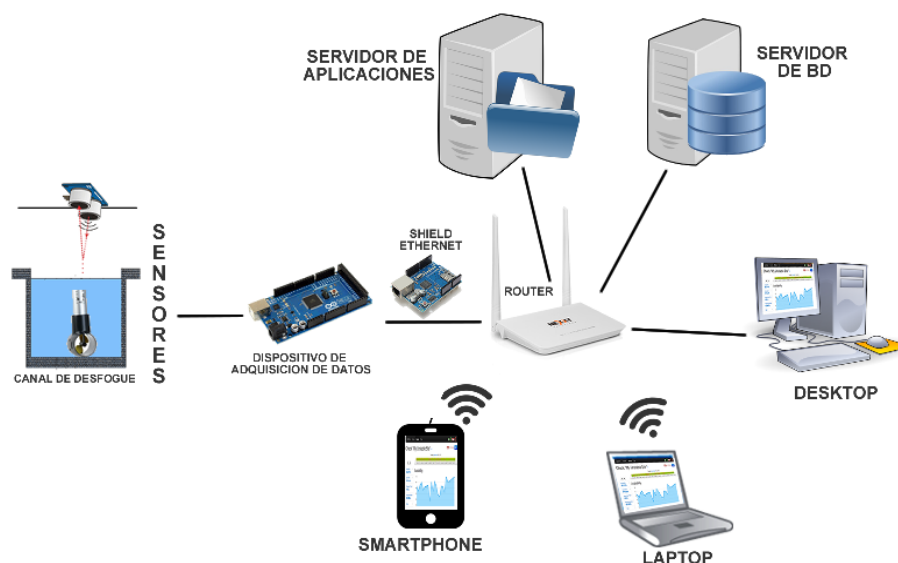 SERVIDOR DE
APLICACIONES
SERVIDOR
DE BD
SENSORES
SHIELD
ETHERNET
ROUTER
DISPOSITIVO DE
ADQUISICION DE DATOS
CANAL DE DESFOGUE
DESKTOP
SMARTPHONE
LAPTOP